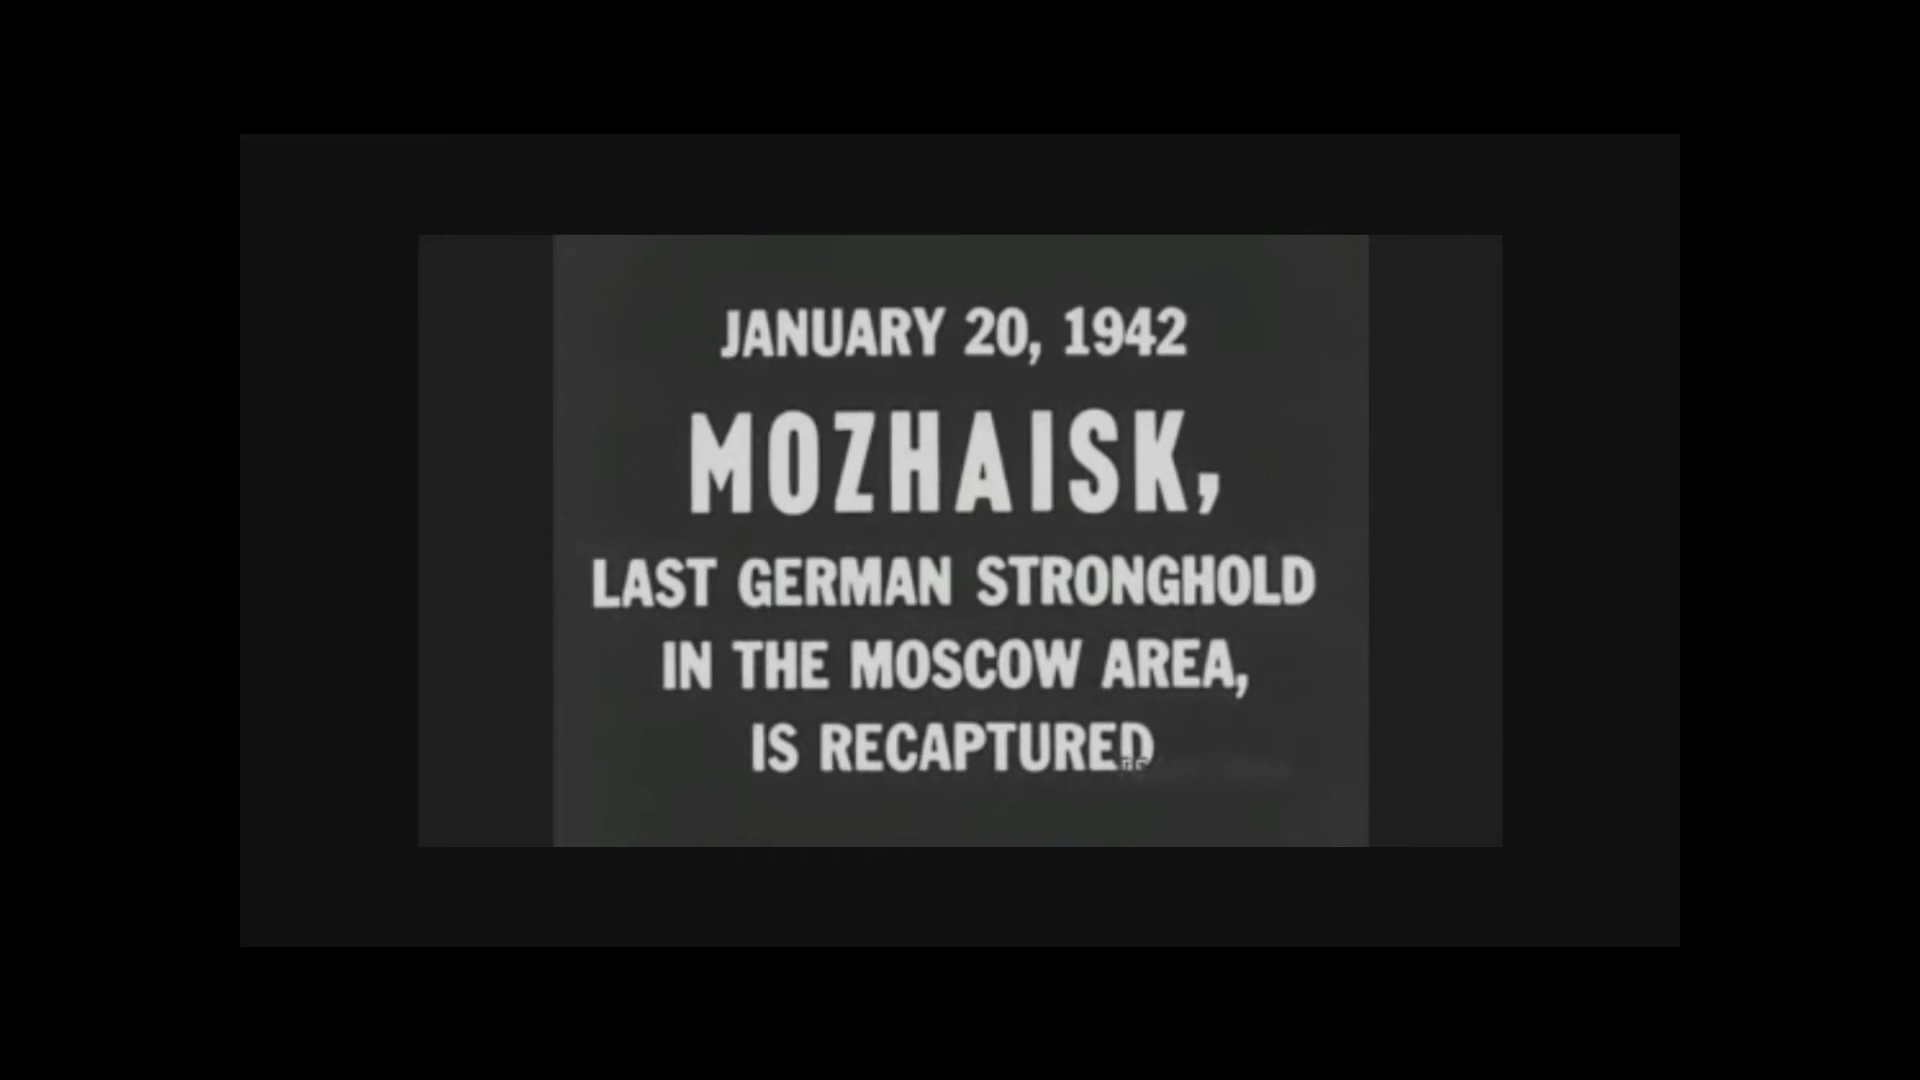 JANUARY 20, 1942
MOZHAISK,
LAST GERMAN STRONGHOLD
IN THE MOSCOW AREA,
IS RECAPTURED